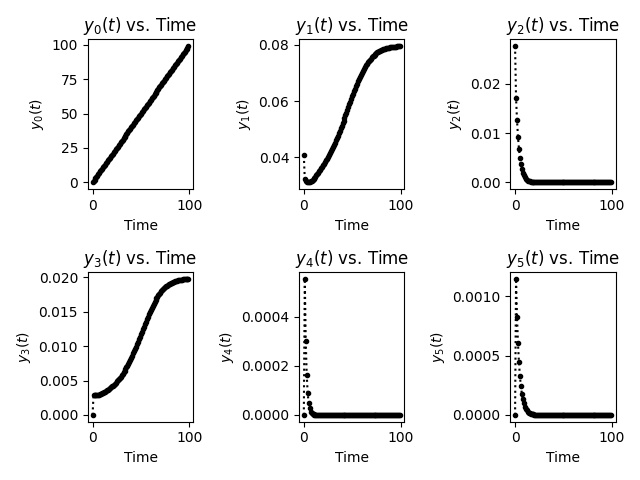 y₀(t) vs. Time
y₁(t) vs. Time
y₂(t) vs. Time
100
75
50
25
0
y₀(t)
0 100
Time
0.08
0.06
0.04
y₁(t)
0 100
Time
0.02
0.01
0.00
y₂(t)
0 100
Time
y₃(t) vs. Time
y₄(t) vs. Time
y₅(t) vs. Time
0.020
0.015
0.010
0.005
0.000
y₃(t)
0 100
Time
0.0004
0.0002
0.0000
y₄(t)
0 100
Time
0.0010
0.0005
0.0000
y₅(t)
0 100
Time